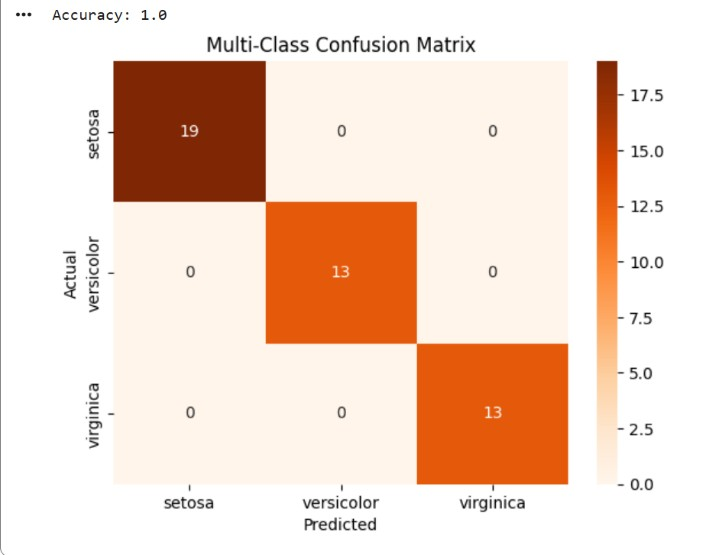 ••• Accuracy: 1.0
Multi-Class Confusion Matrix
setosa
19 0 0
Actual
versicolor
0 13 0
virginica
0 0 13
setosa versicolor virginica
Predicted
17.5
15.0
12.5
10.0
7.5
5.0
2.5
0.0